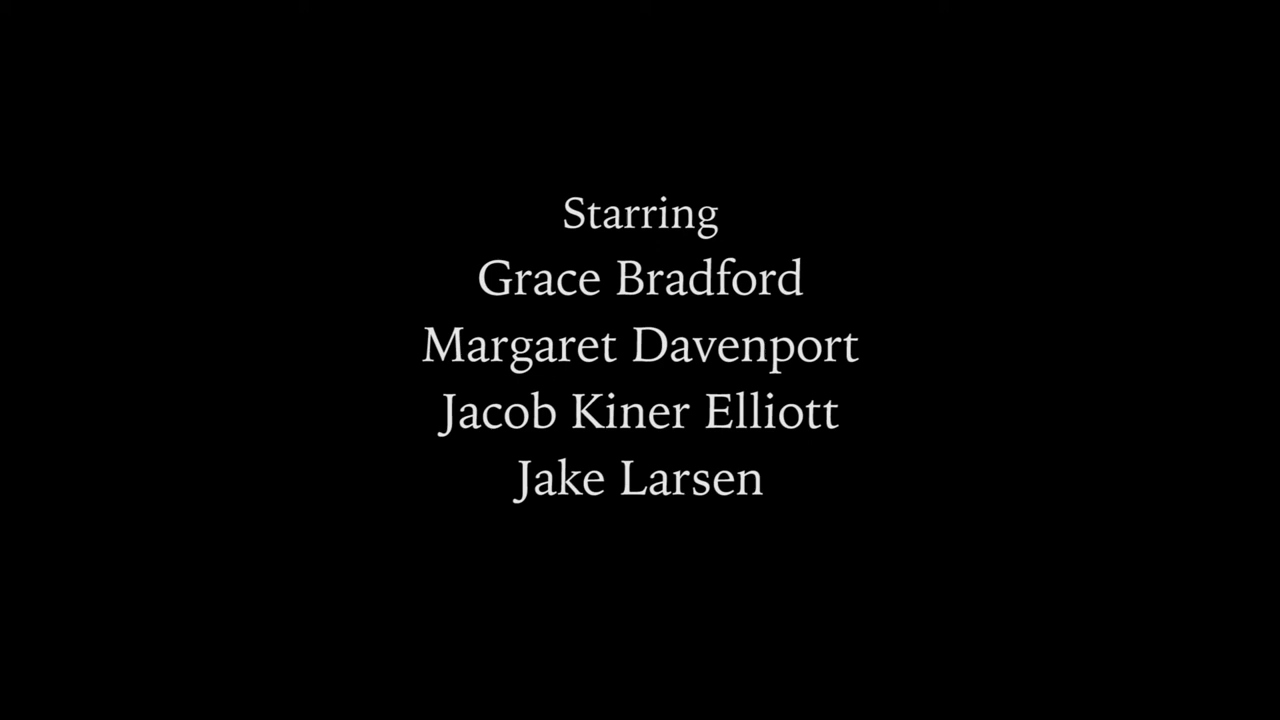 Starring
Grace Bradford
Margaret Davenport
Jacob Kiner Elliott
Jake Larsen